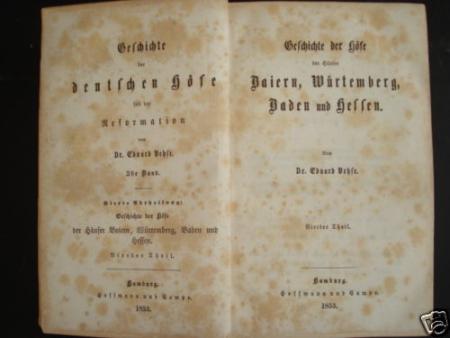 Geschichte
der
deutschen Höfe
seit der
Reformation
von
Dr. Eduard Vehse.
Vierte Abtheilung:
Geschichte der Höfe
der Häuser Baiern, Würtemberg, Baden und
Hessen.
Vierter Theil.
Hamburg.
Hoffmann und Campe.
1853.
Geschichte der Höfe
der Häuser
Baiern, Würtemberg,
Baden und Hessen.
Von
Dr. Eduard Vehse.
Vierter Theil.
Hamburg.
Hoffmann und Campe.
1853.